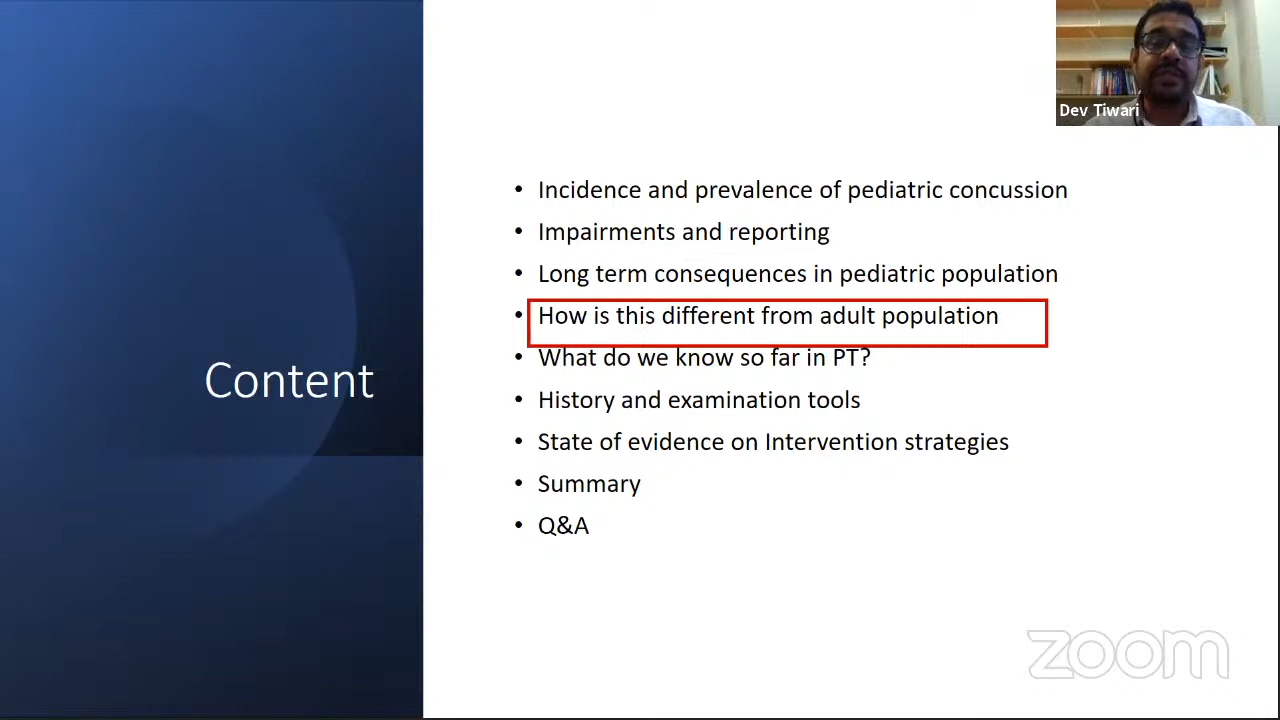 Dev Tiwari
Content
• Incidence and prevalence of pediatric concussion
• Impairments and reporting
• Long term consequences in pediatric population
• How is this different from adult population
• What do we know so far in PT?
• History and examination tools
• State of evidence on Intervention strategies
• Summary
• Q&A
zoom